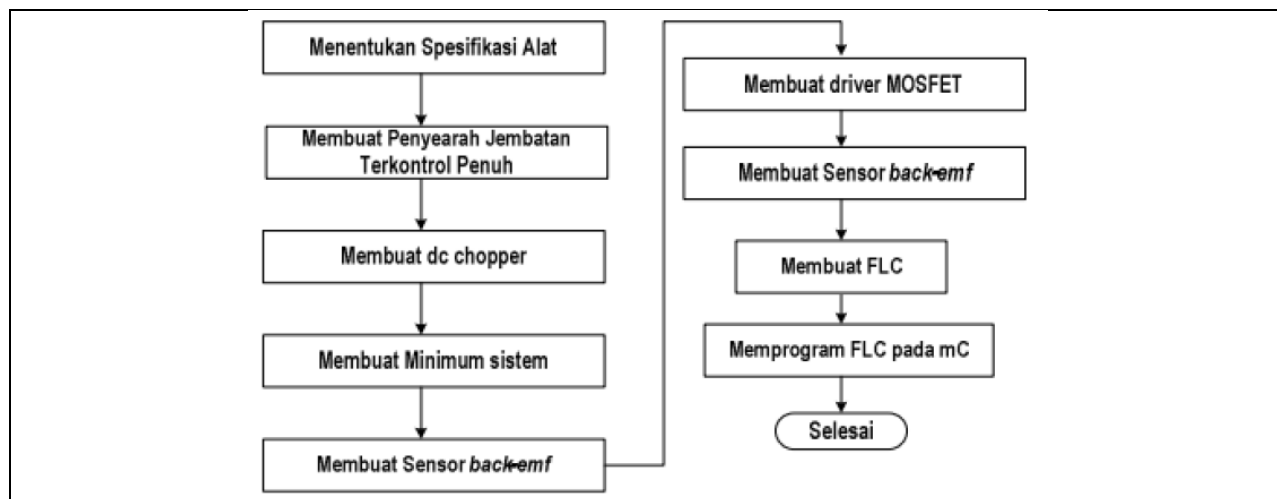 Menentukan Spesifikasi Alat
Membuat Penyearah Jembatan
Terkontrol Penuh
Membuat dc chopper
Membuat Minimum sistem
Membuat Sensor back-emf
Membuat driver MOSFET
Membuat Sensor back-emf
Membuat FLC
Memprogram FLC pada mC
Selesai